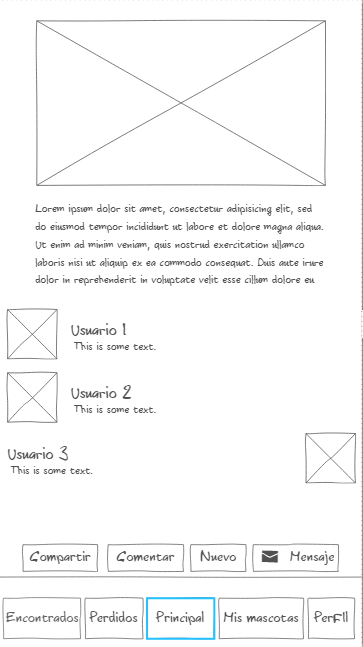 Lorem ipsum dolor sit amet, consectetur adipisicing elit, sed
do eiusmod tempor incididunt ut labore et dolore magna aliqua.
Ut enim ad minim veniam, quis nostrud exercitation ullamco
laboris nisi ut aliquip ex ea commodo consequat. Duis aute irure
dolor in reprehenderit in voluptate velit esse cillum dolore eu
Usuario 1
This is some text.
Usuario 2
This is some text.
Usuario 3
This is some text.
Compartir Comentar Nuevo Mensaje
Encontrados Perdidos Principal Mis mascotas PerFIl